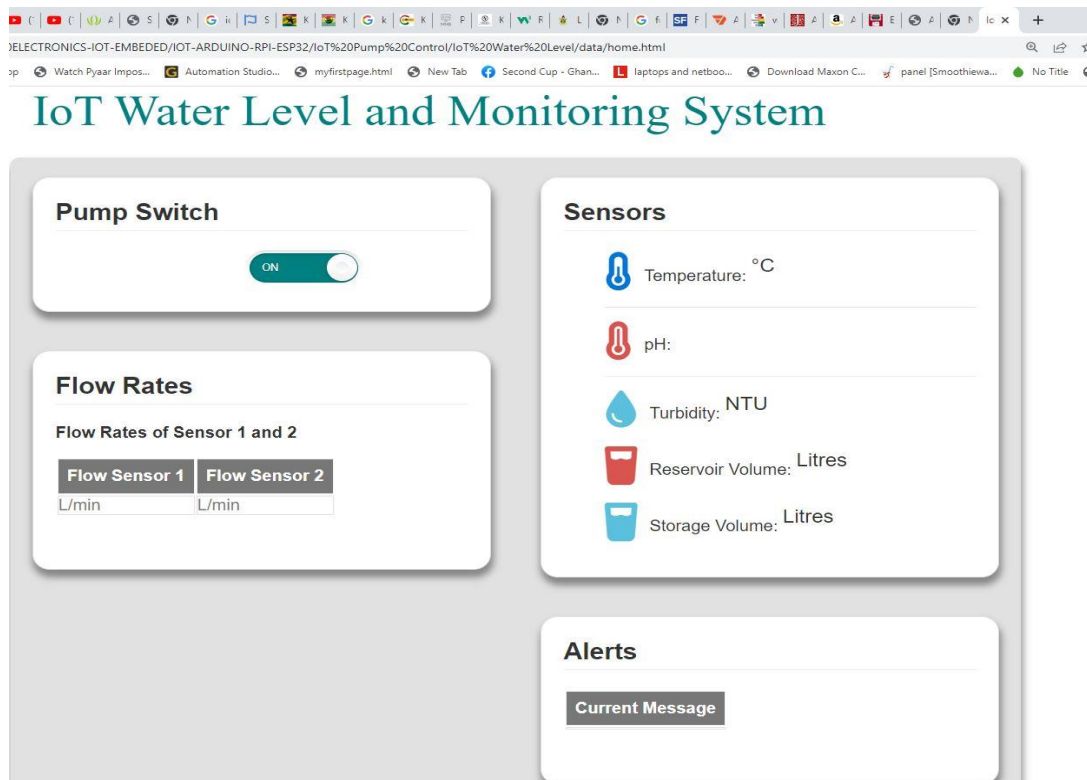 DELECTRONICS-IOT-EMBEDED/IOT-ARDUINO-RPI-ESP32/IoT%20Pump%20Control/IoT%20Water%20Level/data/home.html
Watch Pyaar Impos... Automation Studio... myfirstpage.html New Tab Second Cup - Ghan... laptops and netboo... Download Maxon C... panel [Smoothiewa... No Title
IoT Water Level and Monitoring System
Pump Switch
ON
Flow Rates
Flow Rates of Sensor 1 and 2
Flow Sensor 1 Flow Sensor 2
L/min L/min
Sensors
Temperature: °C
pH:
Turbidity: NTU
Reservoir Volume: Litres
Storage Volume: Litres
Alerts
Current Message